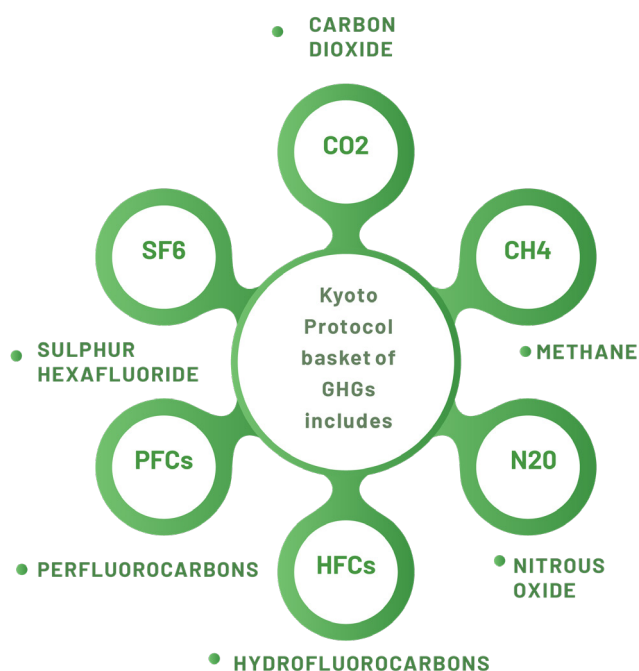 CARBON
DIOXIDE
CO2
SF6
CH4
Kyoto
Protocol
basket of
GHGs
includes
SULPHUR
HEXAFLUORIDE
METHANE
PFCs
N20
PERFLUOROCARBONS
HFCs
NITROUS
OXIDE
HYDROFLUOROCARBONS